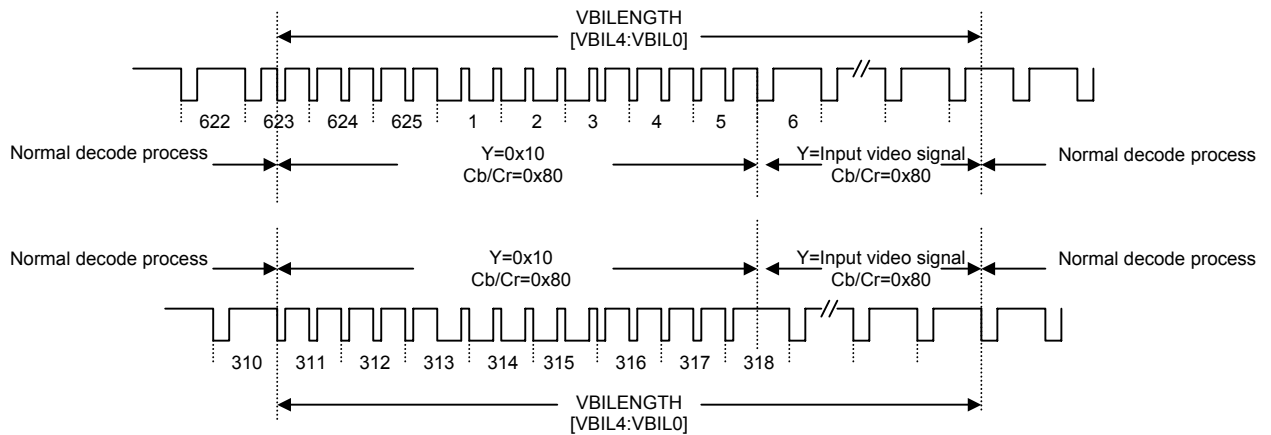 VBILENGTH
[VBIL4:VBIL0]
622 623 624 625 1 2 3 4 5 6
Normal decode process Y=0x10 Y=Input video signal Normal decode process
Cb/Cr=0x80 Cb/Cr=0x80
Normal decode process Y=0x10 Y=Input video signal Normal decode process
Cb/Cr=0x80 Cb/Cr=0x80
310 311 312 313 314 315 316 317 318
VBILENGTH
[VBIL4:VBIL0]